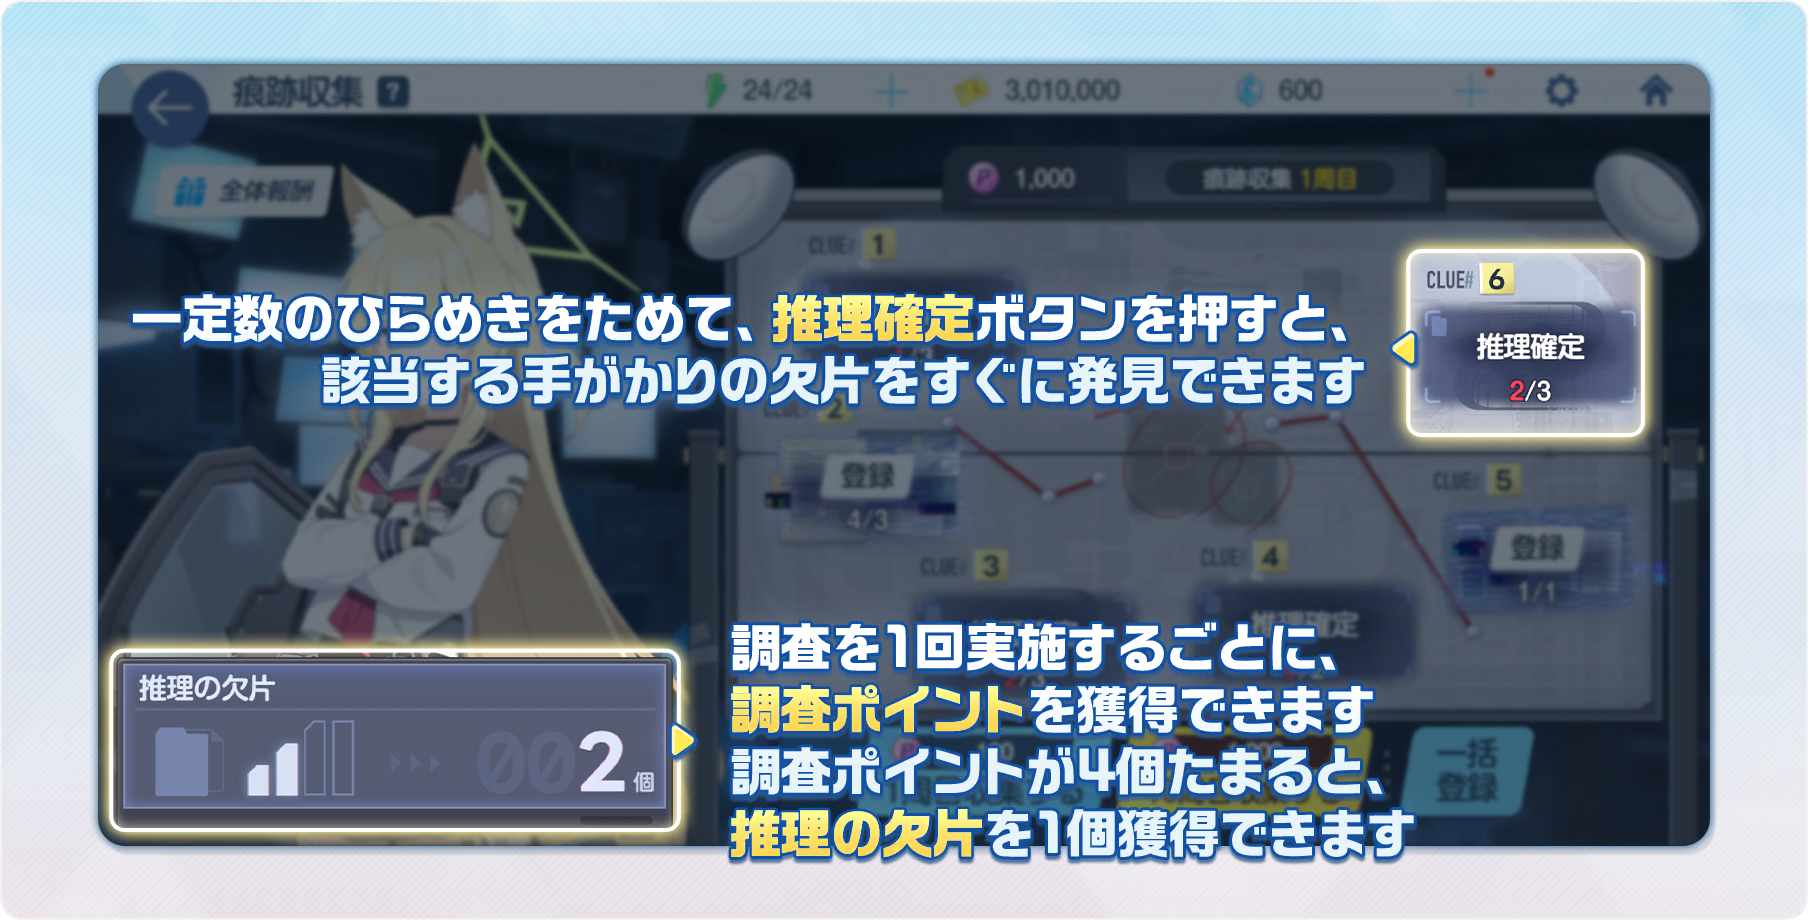 痕跡収集 ?
24/24
3,010,000
600
全体報酬
P 1,000
痕跡収集 1周目
CLUE# 1
一定数のひらめきをためて、推理確定ボタンを押すと、
該当する手がかりの欠片をすぐに発見できます
CLUE# 6
推理確定
2/3
CLUE# 2
登録
4/3
CLUE# 3
CLUE# 4
推理確定
CLUE# 5
登録
1/1
推理の欠片
002個
調査を1回実施するごとに、
調査ポイントを獲得できます
調査ポイントが4個たまると、
推理の欠片を1個獲得できます
一括
登録